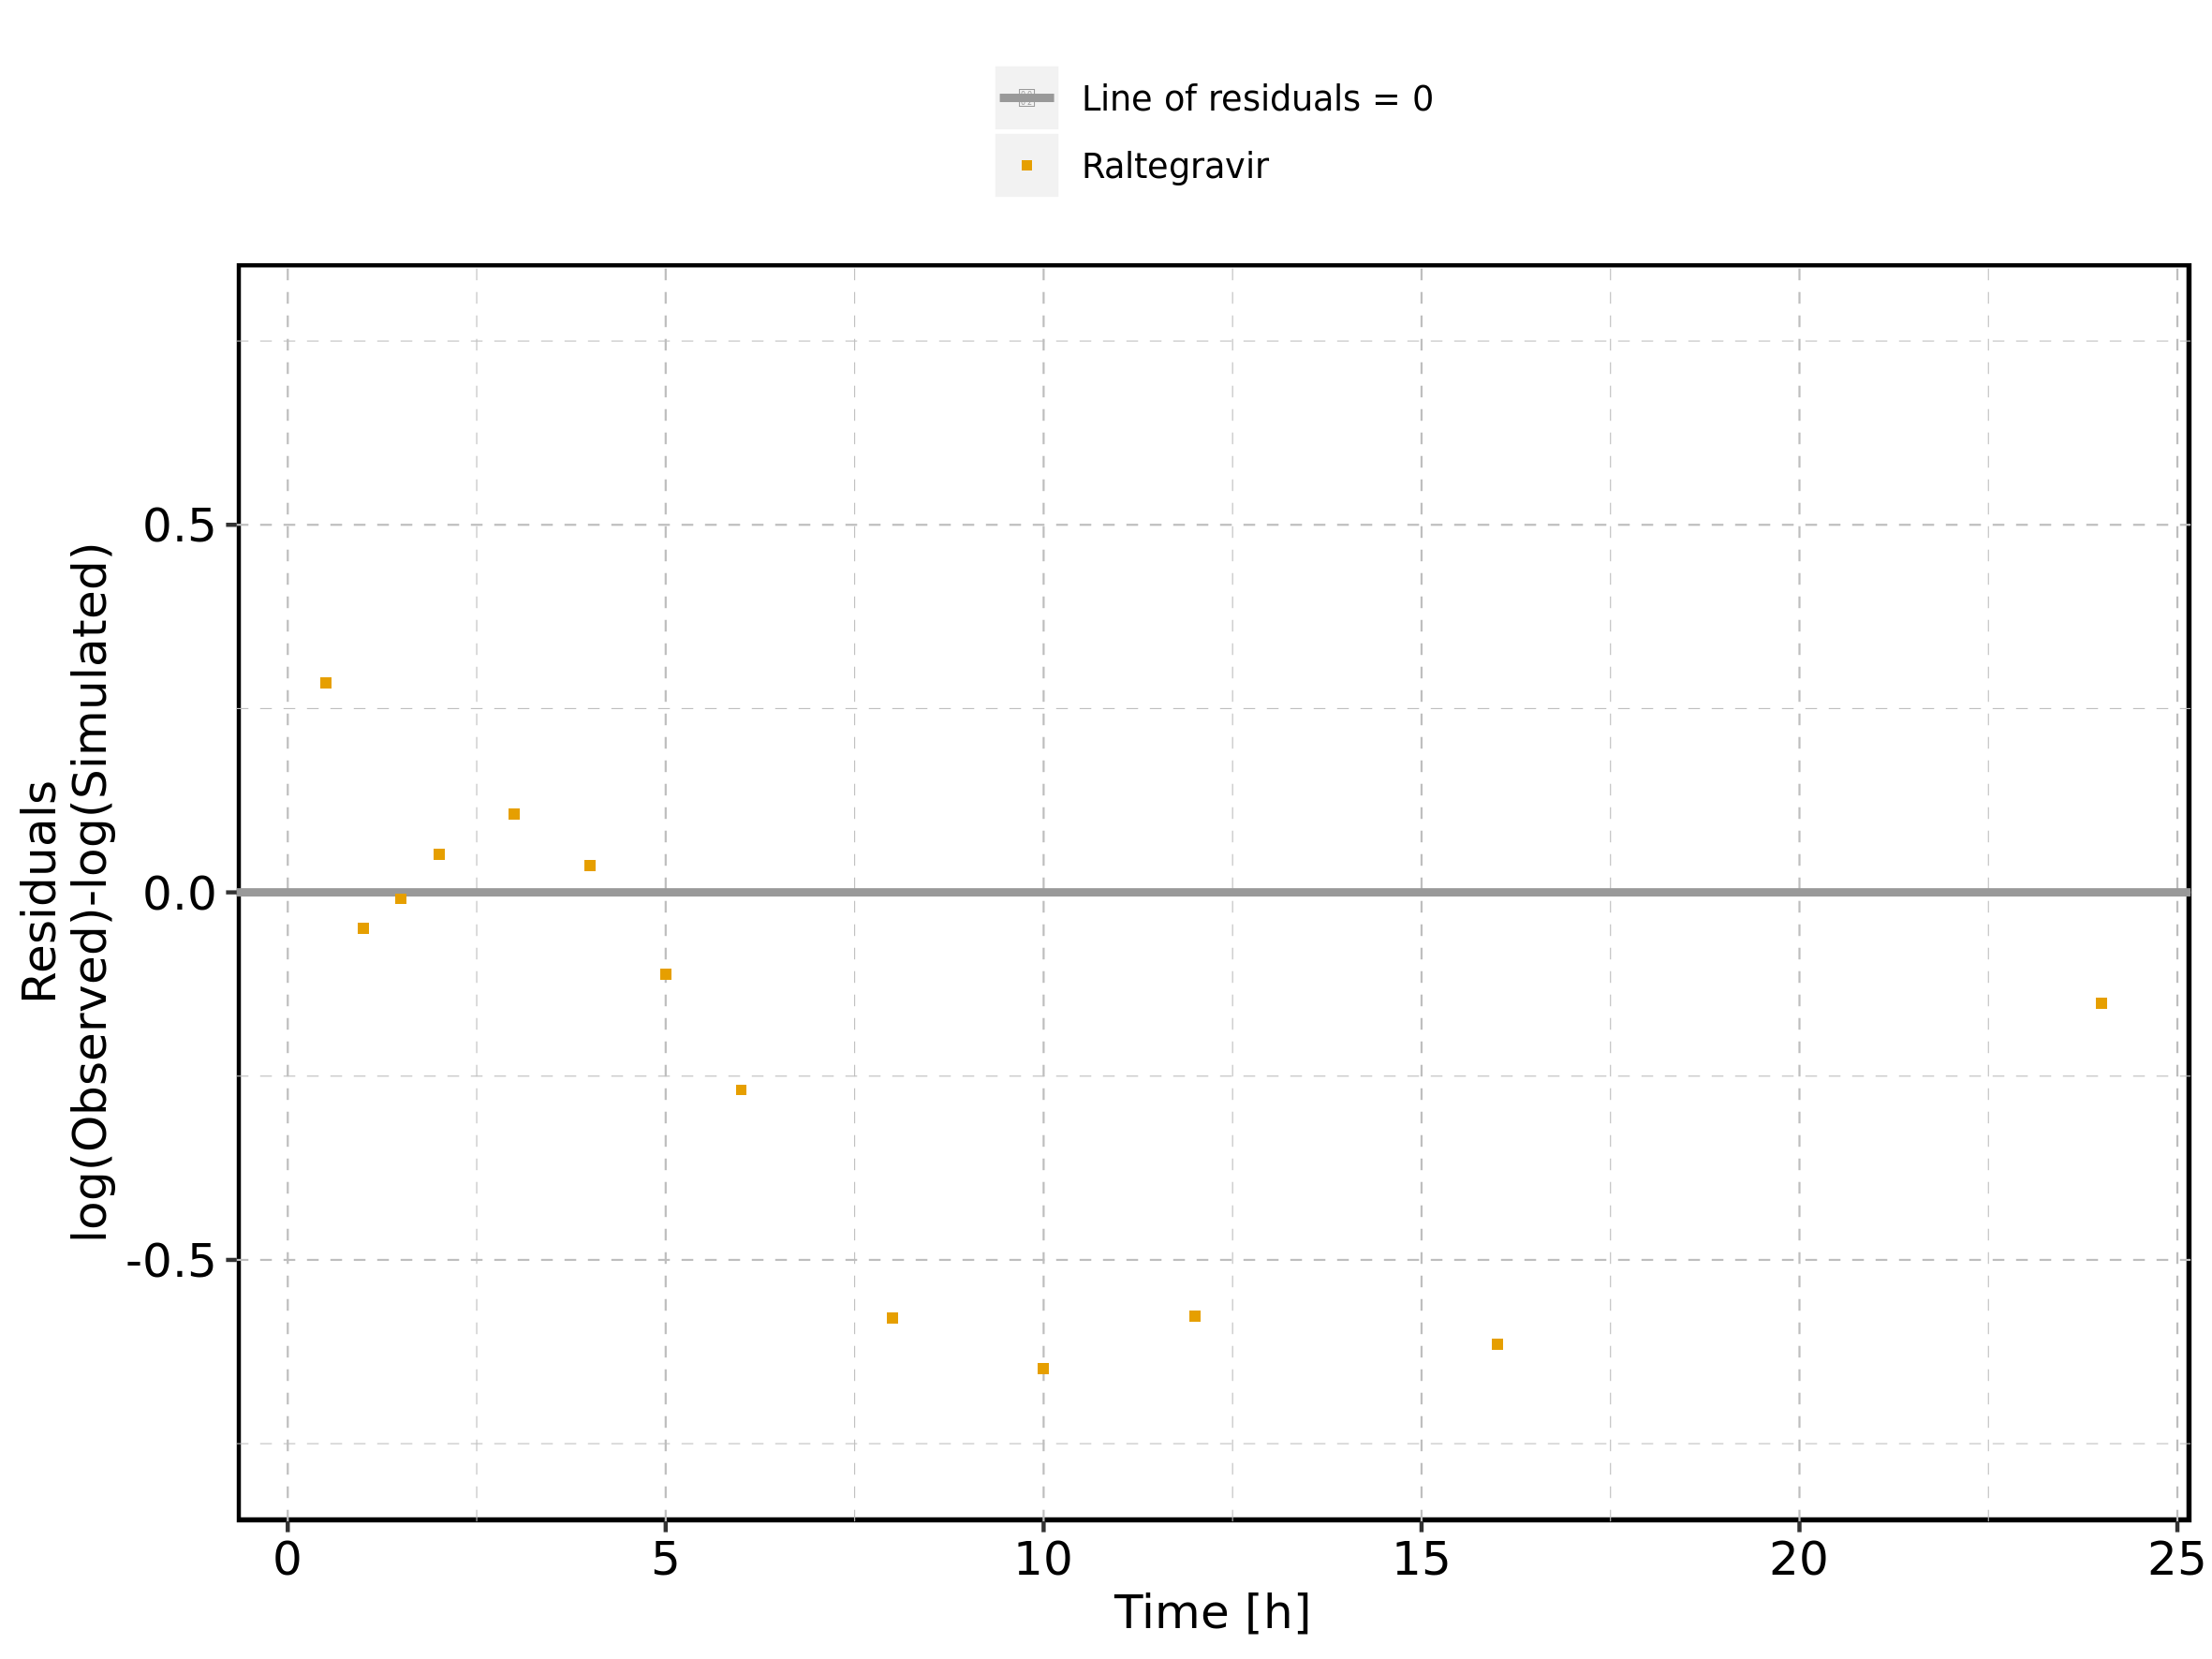 Line of residuals = 0
Raltegravir
Residuals
log(Observed)-log(Simulated)
0.5
0.0
-0.5
0 5 10 15 20 25
Time [h]